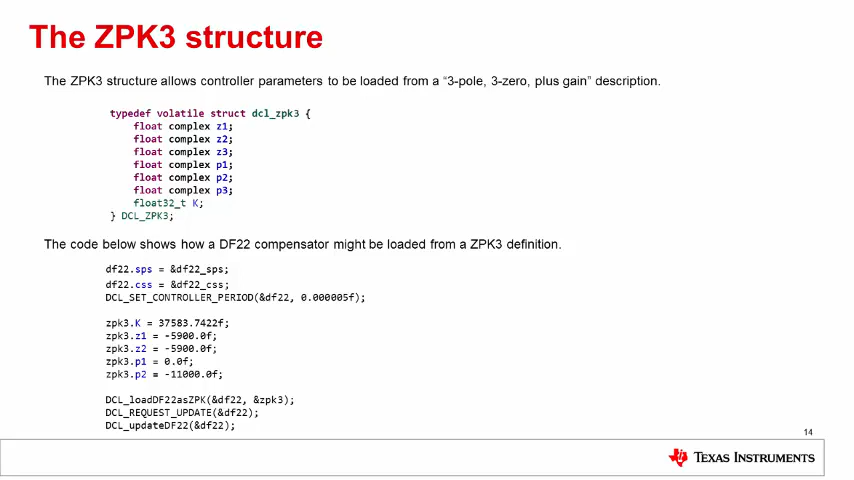 The ZPK3 structure
The ZPK3 structure allows controller parameters to be loaded from a “3-pole, 3-zero, plus gain” description.
typedef volatile struct dcl_zpk3 {
float complex z1;
float complex z2;
float complex z3;
float complex p1;
float complex p2;
float complex p3;
float32_t K;
} DCL_ZPK3;
The code below shows how a DF22 compensator might be loaded from a ZPK3 definition.
df22.sps = &df22_sps;
df22.css = &df22_css;
DCL_SET_CONTROLLER_PERIOD(&df22, 0.000005f);
zpk3.K = 37583.7422f;
zpk3.z1 = -5900.0f;
zpk3.z2 = -5900.0f;
zpk3.p1 = 0.0f;
zpk3.p2 = -11000.0f;
DCL_loadDF22asZPK(&df22, &zpk3);
DCL_REQUEST_UPDATE(&df22);
DCL_updateDF22(&df22);
14
TEXAS INSTRUMENTS